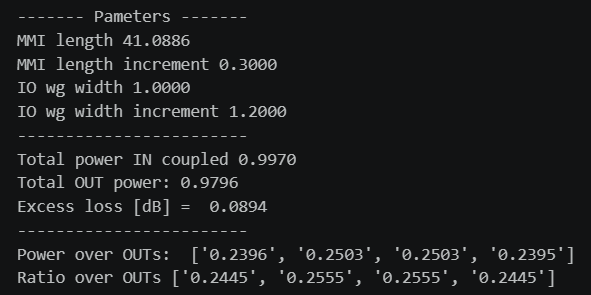 ------- Pameters -------
MMI length 41.0886
MMI length increment 0.3000
IO wg width 1.0000
IO wg width increment 1.2000
------------------------
Total power IN coupled 0.9970
Total OUT power: 0.9796
Excess loss [dB] =  0.0894
------------------------
Power over OUTs:  ['0.2396', '0.2503', '0.2503', '0.2395']
Ratio over OUTs ['0.2445', '0.2555', '0.2555', '0.2445']